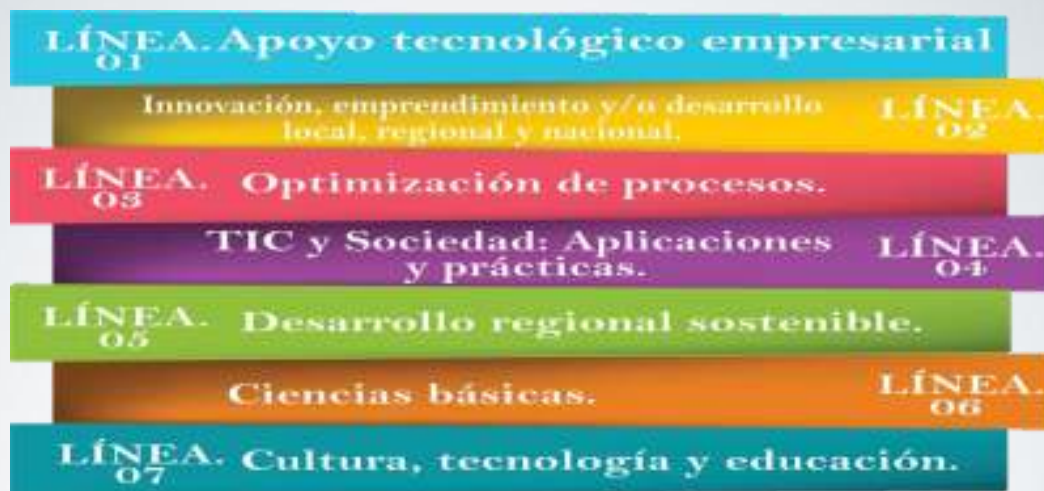 LÍNEA. Apoyo tecnológico empresarial
01
Innovación, emprendimiento y/o desarrollo
local, regional y nacional.
LÍNEA.
02
LÍNEA. Optimización de procesos.
03
TIC y Sociedad: Aplicaciones
y prácticas.
LÍNEA.
04
LÍNEA. Desarrollo regional sostenible.
05
Ciencias básicas.
LÍNEA.
06
LÍNEA. Cultura, tecnología y educación.
07